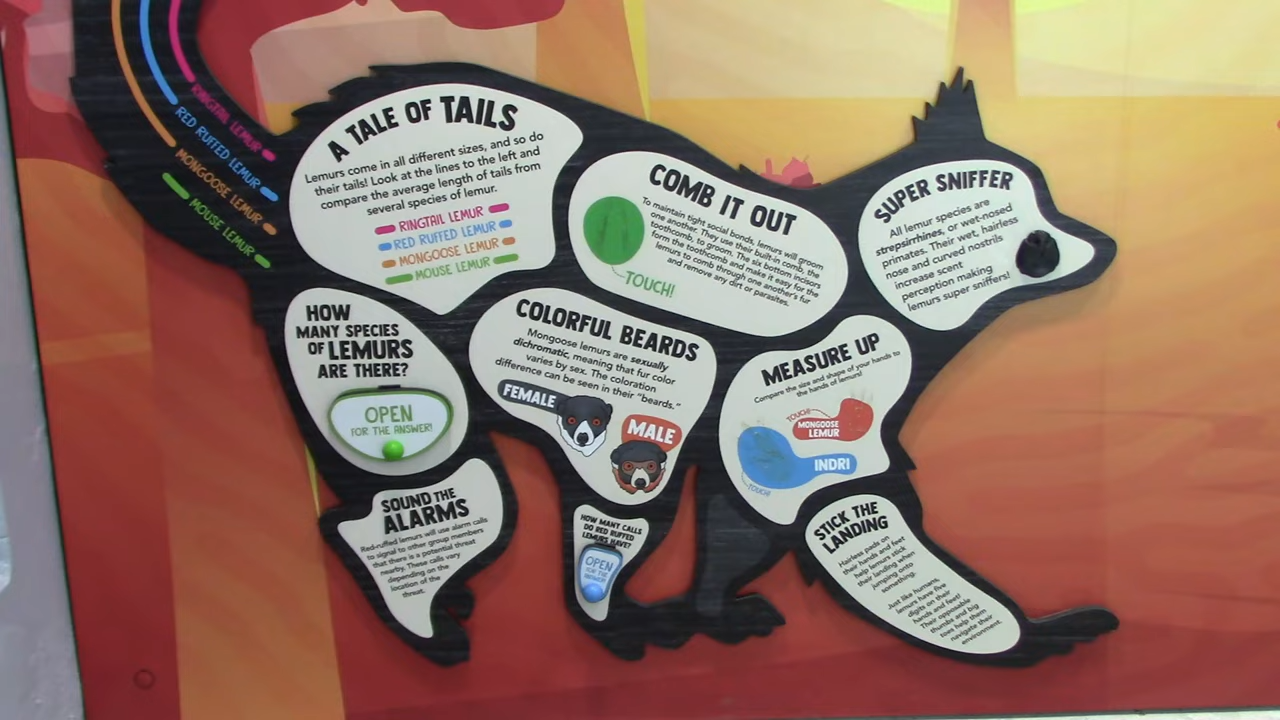 RINGTAIL LEMUR
RED RUFFED LEMUR
MONGOOSE LEMUR
MOUSE LEMUR
A TALE OF TAILS
Lemurs come in all different sizes, and so do
their tails! Look at the lines to the left and
compare the average length of tails from
several species of lemur.
RINGTAIL LEMUR
RED RUFFED LEMUR
MONGOOSE LEMUR
MOUSE LEMUR
COMB IT OUT
To maintain tight social bonds, lemurs will groom
one another. They use their built-in comb, the
toothcomb, to groom. The six bottom incisors
form the toothcomb and make it easy for the
lemurs to comb through one another's fur
and remove any dirt or parasites.
TOUCH!
SUPER SNIFFER
All lemur species are
strepsirrhines, or wet-nosed
primates. Their wet, hairless
nose and curved nostrils
increase scent
perception making
lemurs super sniffers!
HOW
MANY SPECIES
OF LEMURS
ARE THERE?
OPEN
FOR THE ANSWER!
COLORFUL BEARDS
Mongoose lemurs are sexually
dichromatic, meaning that fur color
varies by sex. The coloration
difference can be seen in their "beards."
FEMALE
MALE
MEASURE UP
Compare the size and shape of your hands to
the hands of lemurs!
TOUCH!
MONGOOSE
LEMUR
INDRI
TOUCH!
SOUND THE
ALARMS
Red-ruffed lemurs will use alarm calls
to signal to other group members
that there is a potential threat
nearby. These calls vary
depending on the
location of the
threat.
HOW MANY CALLS
DO RED RUFFED
LEMURS HAVE?
OPEN
FOR THE
ANSWER!
STICK THE
LANDING
Hairless pads on
their hands and feet
help lemurs stick
their landing when
jumping onto
something.
Just like humans,
lemurs have five
digits on their
hands and feet!
Their opposable
thumbs and big
toes help them
navigate their
environment.